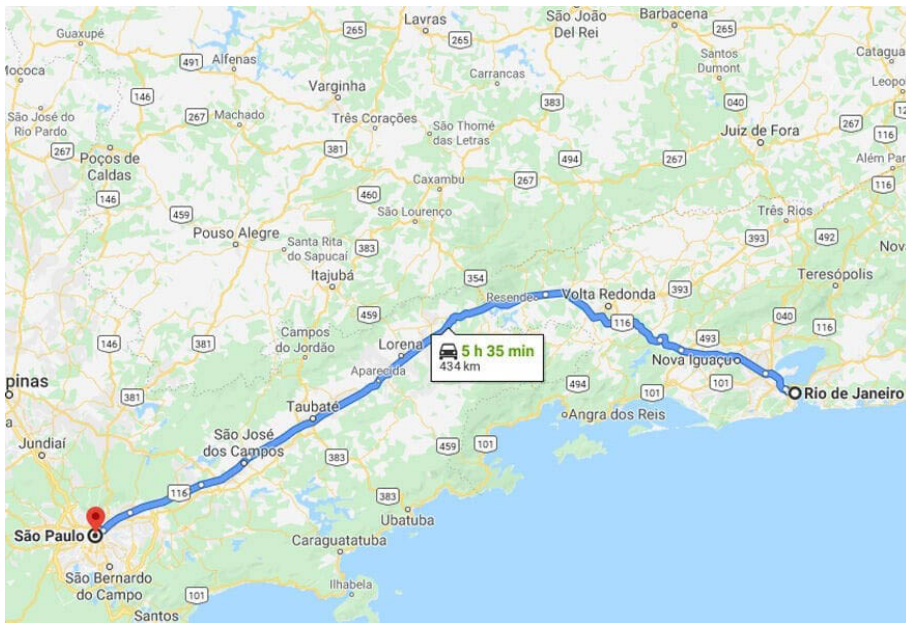 São João
Del Rei
Barbacena
Lavras
265
265
Guaxupé
265
Alfenas
491
Santos
Dumont
Carrancas
Mococa
146
Varginha
040
383
São José do
Rio Pardo
267
Machado
Três Corações
São Thomé
das Letras
Juiz de Fora
267
116
267
Poços de
Caldas
381
494
267
Além Par
146
Caxambu
267
116
459
460
São Lourenço
Três Rios
Pouso Alegre
Santa Rita
do Sapucaí
383
393
492
Nova
Itajubá
354
Teresópolis
Resende
Volta Redonda
393
459
040
116
146
Campos
do Jordão
116
381
Lorena
5 h 35 min
434 km
493
Nova Iguaçu
Aparecida
pinas
381
494
101
101
Rio de Janeiro
Taubaté
Angra dos Reis
Jundiaí
São José
dos Campos
383
459
101
116
383
Ubatuba
São Paulo
Caraguatatuba
São Bernardo
do Campo
101
Ilhabela
Santos